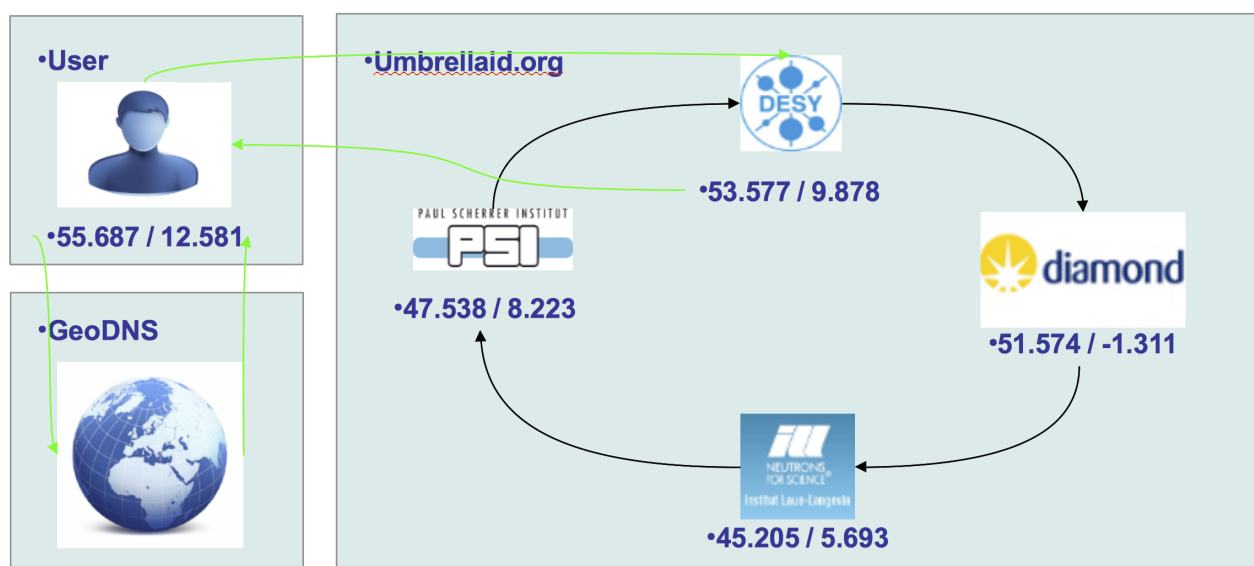 •User
•55.687 / 12.581
•GeoDNS
•Umbrellaid.org
DESY
•53.577 / 9.878
PAUL SCHERRER INSTITUT
PSI
•47.538 / 8.223
diamond
•51.574 / -1.311
ill
NEUTRONS
FOR SCIENCE®
Institut Laue-Langevin
•45.205 / 5.693